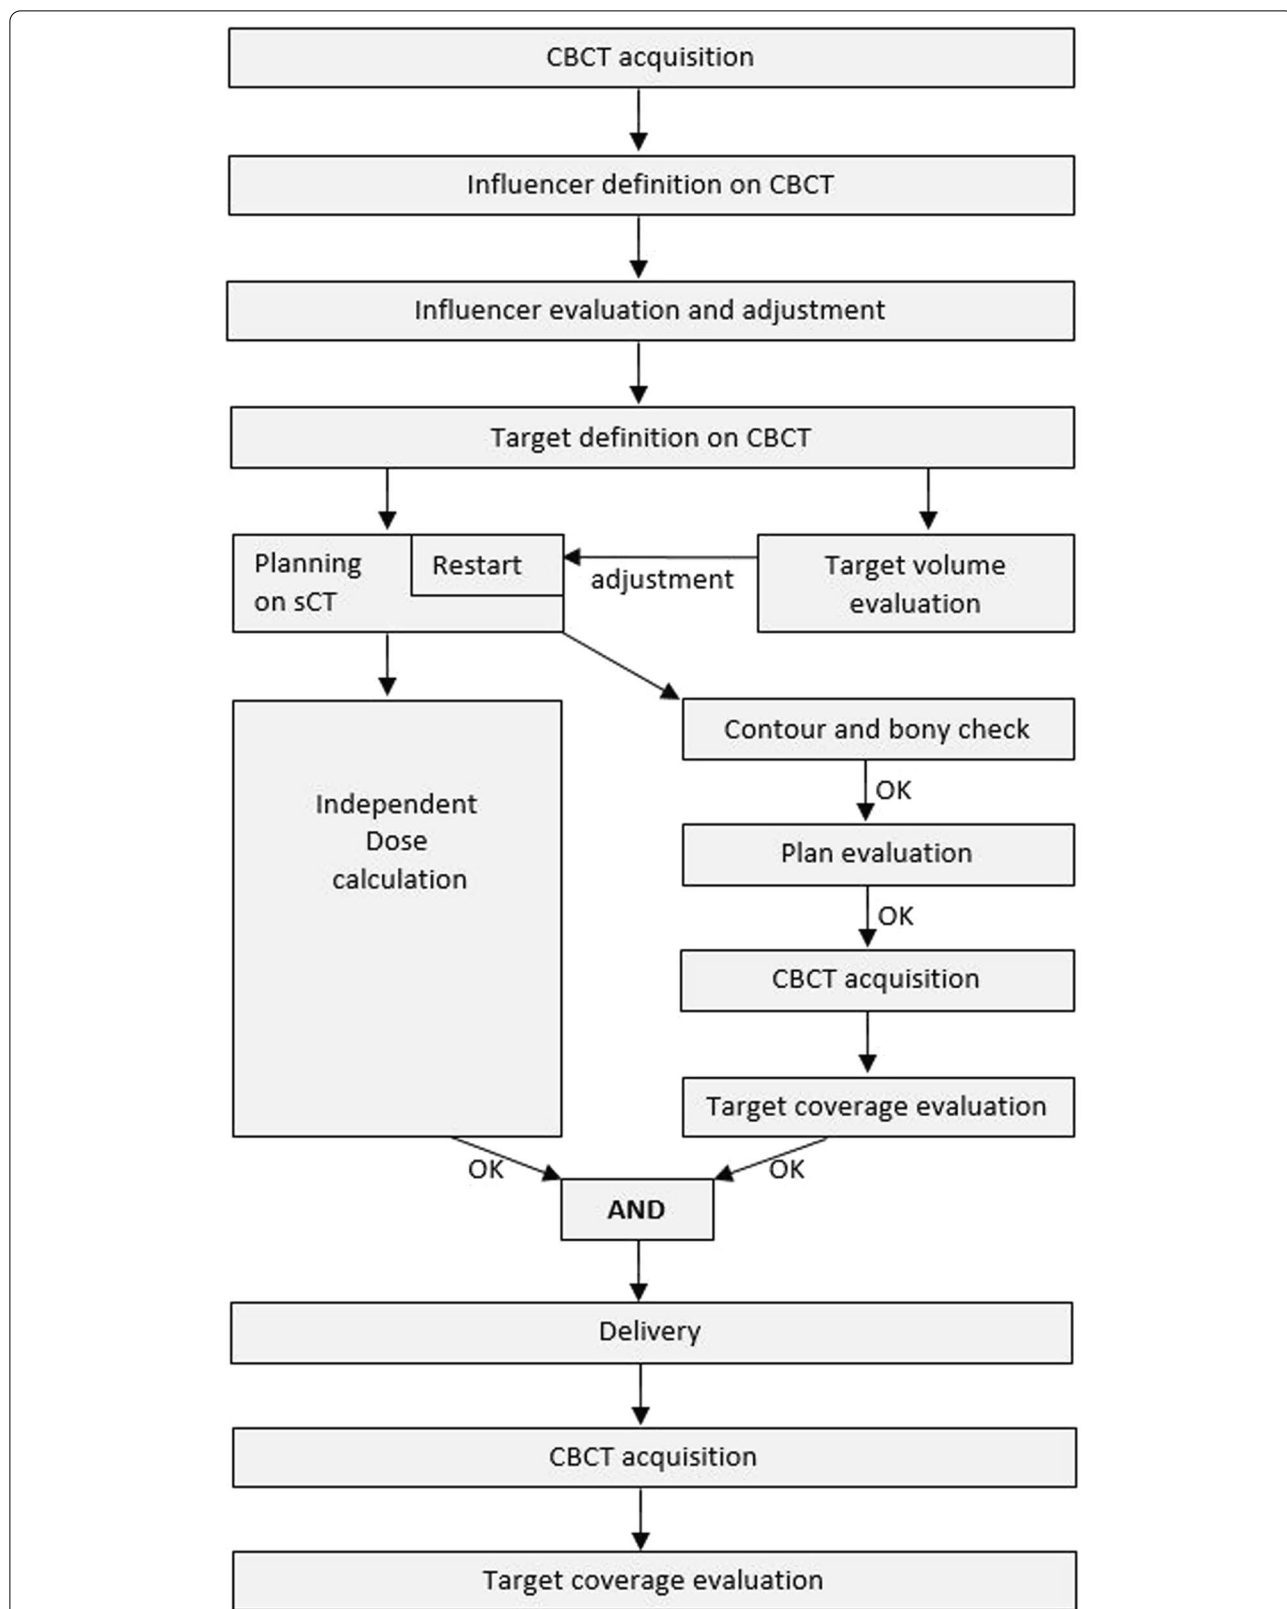 CBCT acquisition
Influencer definition on CBCT
Influencer evaluation and adjustment
Target definition on CBCT
Planning
on sCT
Restart
adjustment
Target volume
evaluation
Contour and bony check
OK
Independent
Dose
calculation
Plan evaluation
OK
CBCT acquisition
Target coverage evaluation
OK
OK
AND
Delivery
CBCT acquisition
Target coverage evaluation